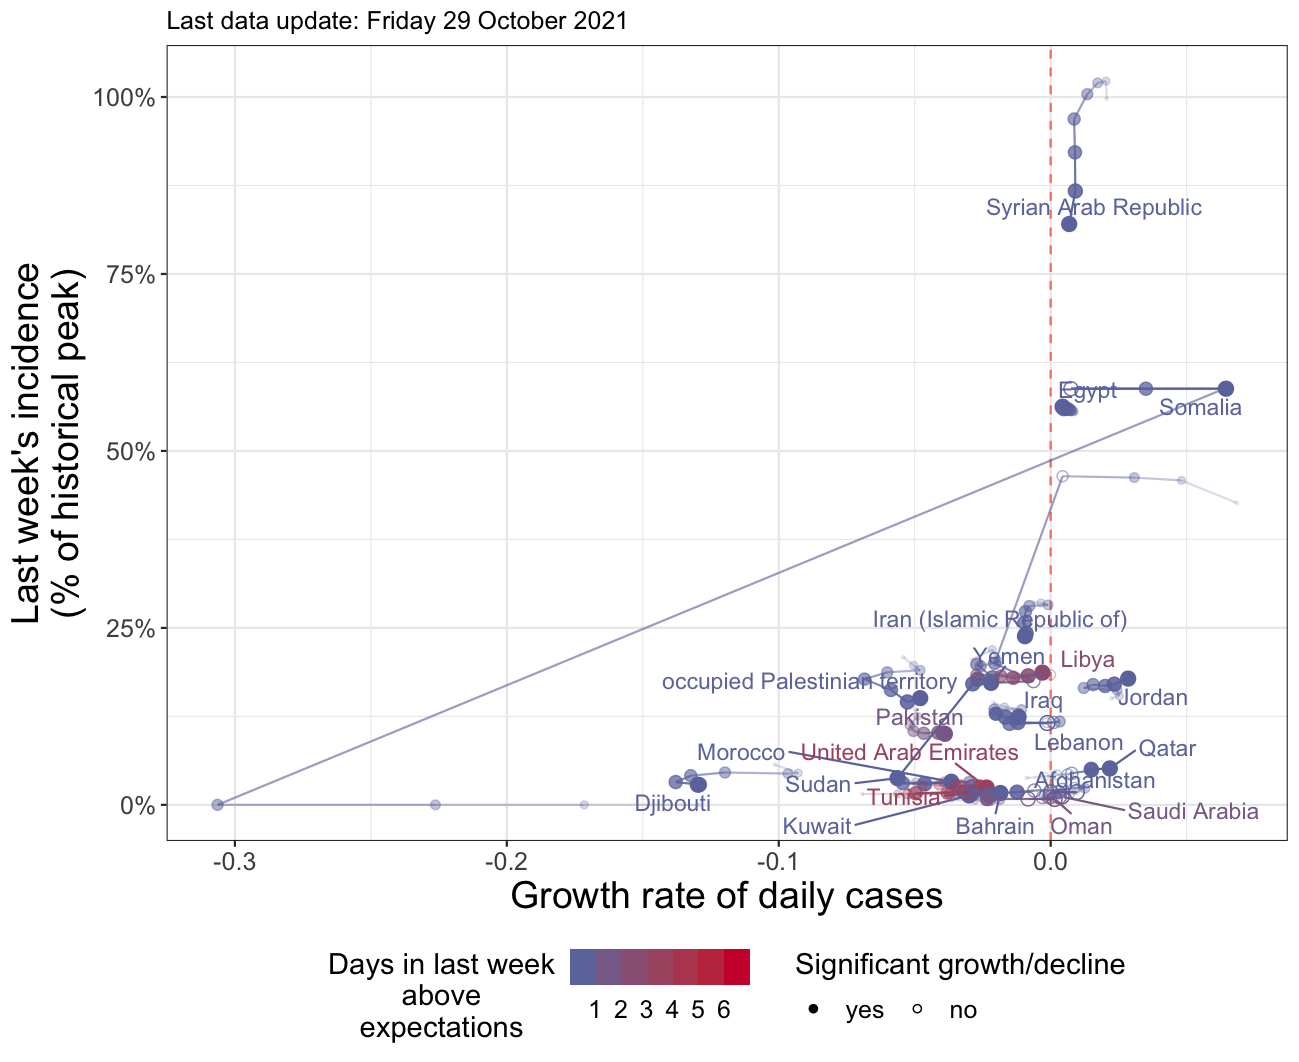 Last data update: Friday 29 October 2021
Last week's incidence
(% of historical peak)
100%
75%
50%
25%
0%
Syrian Arab Republic
Egypt
Somalia
Iran (Islamic Republic of)
Yemen
Libya
occupied Palestinian territory
Jordan
Iraq
Pakistan
Lebanon
Qatar
Morocco
United Arab Emirates
Sudan
Afghanistan
Tunisia
Djibouti
Saudi Arabia
Kuwait
Bahrain
Oman
-0.3
-0.2
-0.1
0.0
Growth rate of daily cases
Days in last week
above
expectations
1 2 3 4 5 6
Significant growth/decline
yes
no